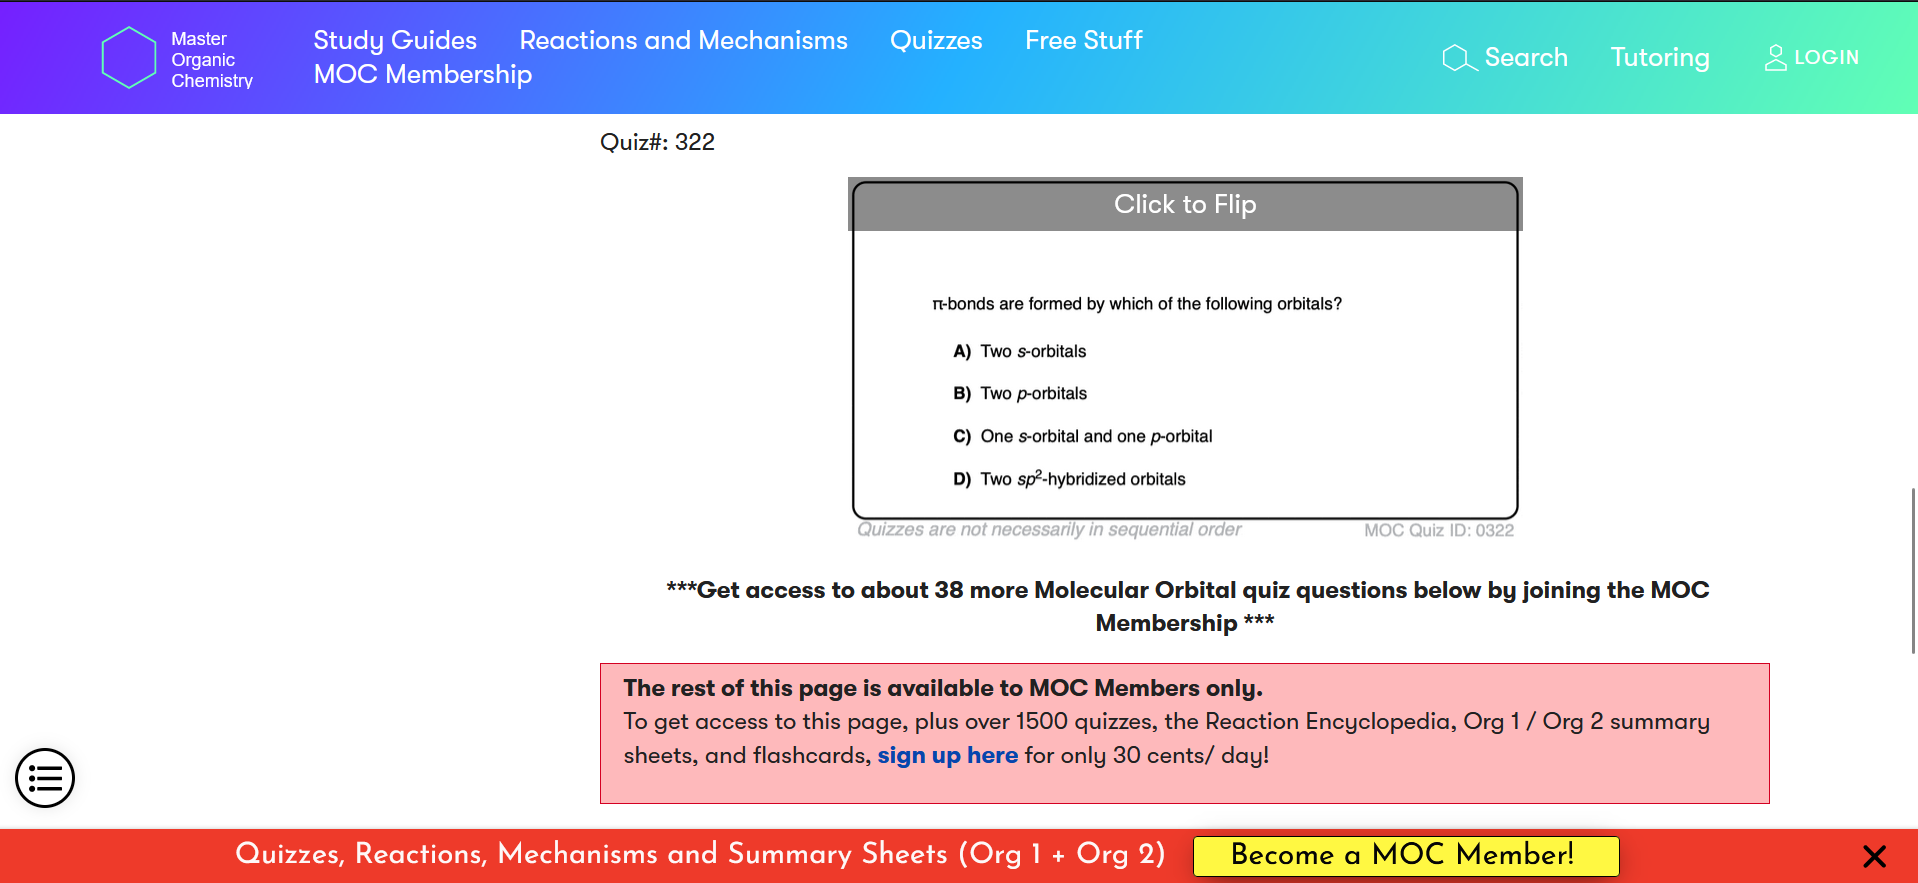 Master
Organic
Chemistry
Study Guides Reactions and Mechanisms Quizzes Free Stuff
MOC Membership
Search Tutoring LOGIN
Quiz#: 322
Click to Flip
π-bonds are formed by which of the following orbitals?
A) Two s-orbitals
B) Two p-orbitals
C) One s-orbital and one p-orbital
D) Two sp²-hybridized orbitals
Quizzes are not necessarily in sequential order MOC Quiz ID: 0322
***Get access to about 38 more Molecular Orbital quiz questions below by joining the MOC
Membership ***
The rest of this page is available to MOC Members only.
To get access to this page, plus over 1500 quizzes, the Reaction Encyclopedia, Org 1 / Org 2 summary
sheets, and flashcards, sign up here for only 30 cents/ day!
Quizzes, Reactions, Mechanisms and Summary Sheets (Org 1 + Org 2) Become a MOC Member!